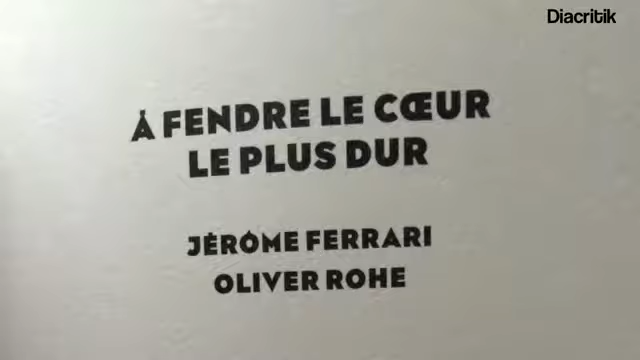 Diacritik
À FENDRE LE CŒUR
LE PLUS DUR
JÉRÔME FERRARI
OLIVER ROHE